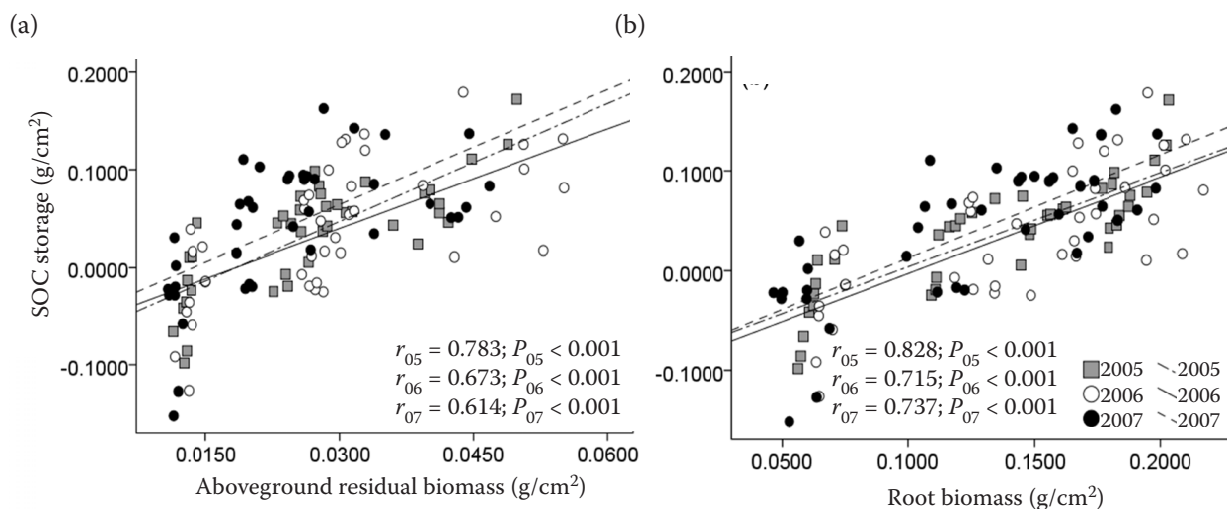 (a)
0.2000
0.1000
0.0000
-0.1000
SOC storage (g/cm²)
r₀₅ = 0.783; P₀₅ < 0.001
r₀₆ = 0.673; P₀₆ < 0.001
r₀₇ = 0.614; P₀₇ < 0.001
0.0150 0.0300 0.0450 0.0600
Aboveground residual biomass (g/cm²)
(b)
0.2000
0.1000
0.0000
-0.1000
r₀₅ = 0.828; P₀₅ < 0.001
r₀₆ = 0.715; P₀₆ < 0.001
r₀₇ = 0.737; P₀₇ < 0.001
2005 2005
2006 2006
2007 2007
0.0500 0.1000 0.1500 0.2000
Root biomass (g/cm²)